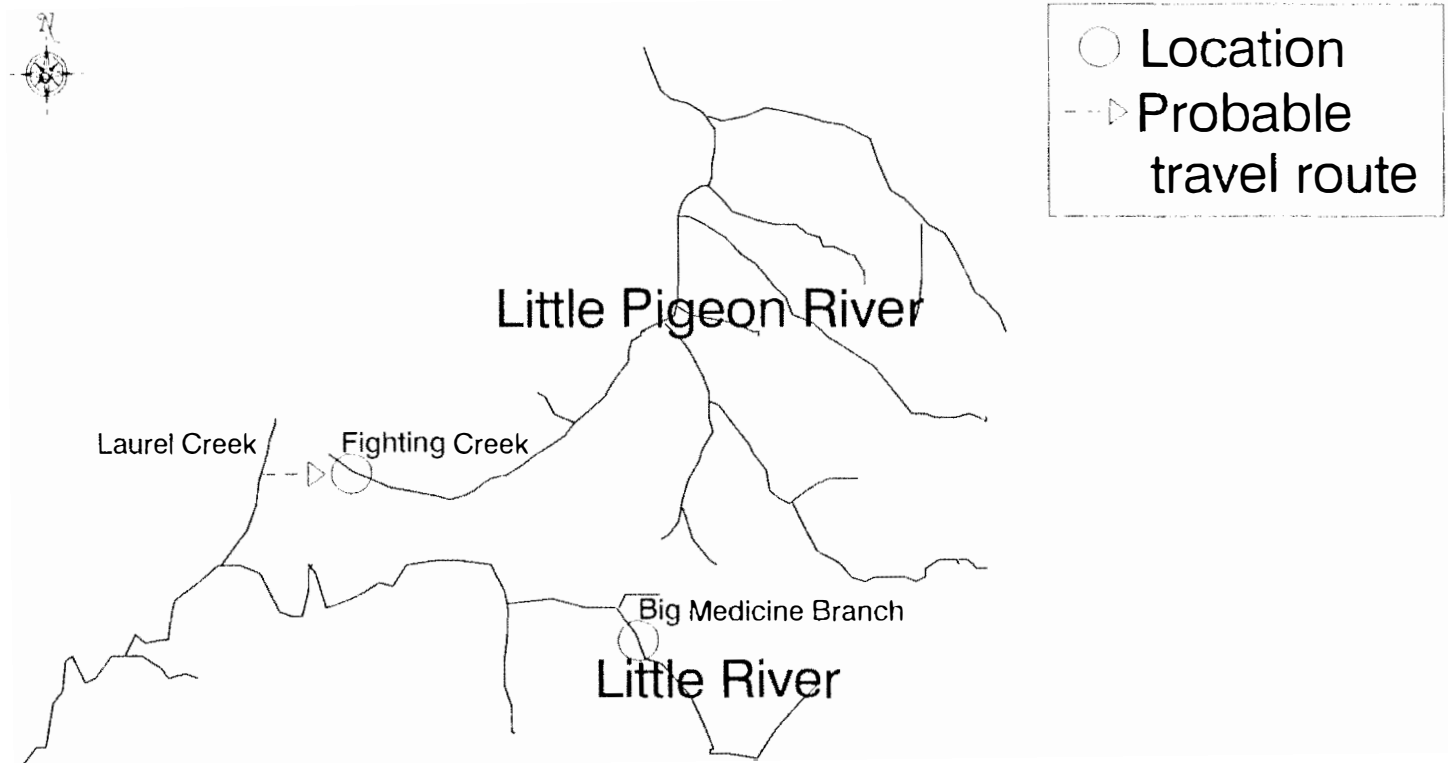 N
Location
Probable
travel route
Little Pigeon River
Laurel Creek
Fighting Creek
Big Medicine Branch
Little River